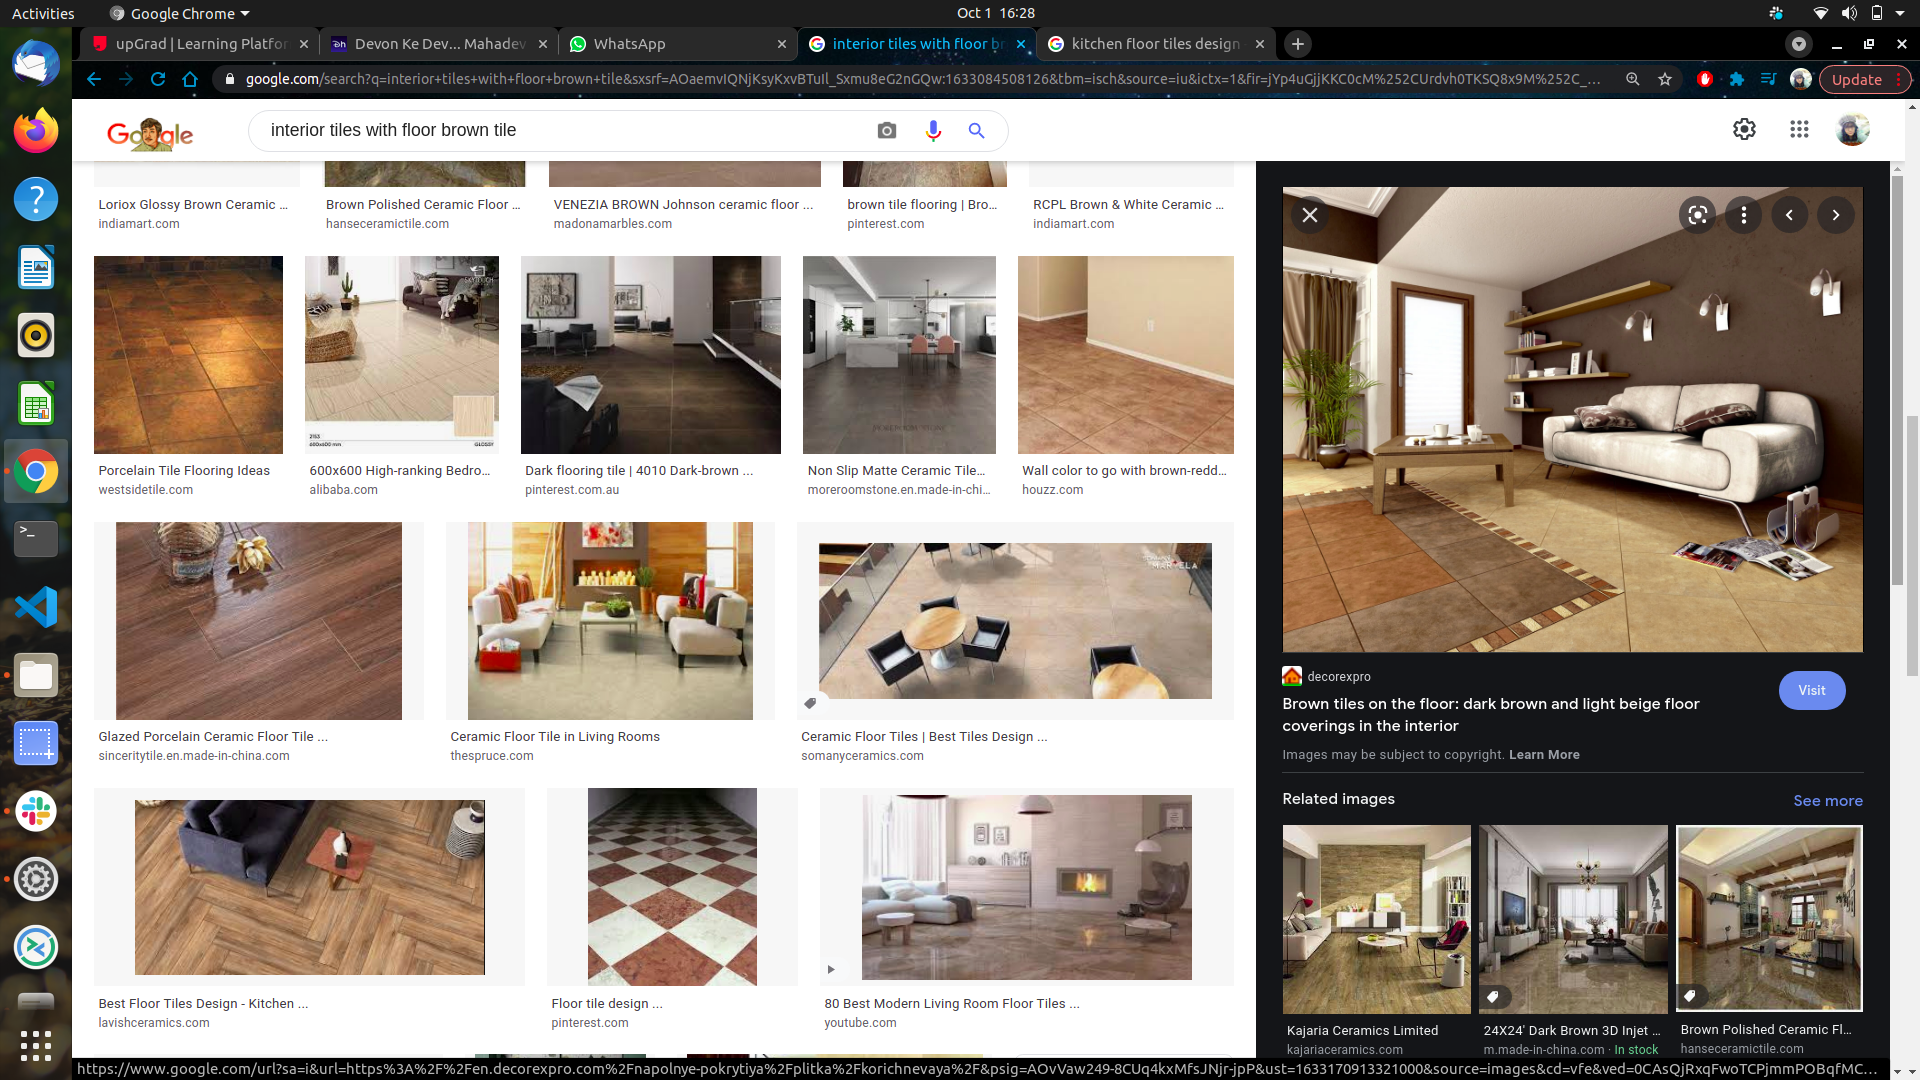 Activities
Google Chrome
Oct 1 16:28
upGrad | Learning Platfor
Devon Ke Dev... Mahadev
WhatsApp
interior tiles with floor br
kitchen floor tiles design
google.com/search?q=interior+tiles+with+floor+brown+tile&sxsrf=AOaemvIQNjKsyKxvBTuIl_Sxmu8eG2nGQw:1633084508126&tbm=isch&source=iu&ictx=1&fir=jYp4uGjjKKC0cM%252CUrdvh0TKSQ8x9M%252C_...
Update
Google
interior tiles with floor brown tile
Loriox Glossy Brown Ceramic ...
indiamart.com
Brown Polished Ceramic Floor ...
hanseceramictile.com
VENEZIA BROWN Johnson ceramic floor ...
madonamarbles.com
brown tile flooring | Bro...
pinterest.com
RCPL Brown & White Ceramic ...
indiamart.com
SKYTOUCH
2153
600x600 mm
GLOSSY
Porcelain Tile Flooring Ideas
westsidetile.com
600x600 High-ranking Bedro...
alibaba.com
Dark flooring tile | 4010 Dark-brown ...
pinterest.com.au
Non Slip Matte Ceramic Tile...
moreroomstone.en.made-in-chi...
Wall color to go with brown-redd...
houzz.com
Glazed Porcelain Ceramic Floor Tile ...
sinceritytile.en.made-in-china.com
Ceramic Floor Tile in Living Rooms
thespruce.com
Ceramic Floor Tiles | Best Tiles Design ...
somanyceramics.com
Best Floor Tiles Design - Kitchen ...
lavishceramics.com
Floor tile design ...
pinterest.com
80 Best Modern Living Room Floor Tiles ...
youtube.com
decorexpro
Visit
Brown tiles on the floor: dark brown and light beige floor
coverings in the interior
Images may be subject to copyright. Learn More
Related images
See more
Kajaria Ceramics Limited
kajariaceramics.com
24X24' Dark Brown 3D Injet ...
m.made-in-china.com · In stock
Brown Polished Ceramic Fl...
hanseceramictile.com
https://www.google.com/url?sa=i&url=https%3A%2F%2Fen.decorexpro.com%2Fnapolnye-pokrytiya%2Fplitka%2Fkorichnevaya%2F&psig=AOvVaw249-8CUq4kxMfsJNjr-jpP&ust=1633170913321000&source=images&cd=vfe&ved=0CAsQjRxqFwoTCPjmmPOBqfMC...